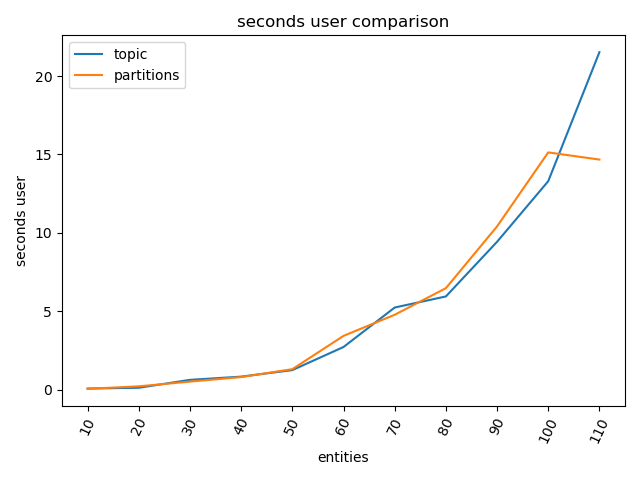 seconds user comparison
topic
partitions
seconds user
20
15
10
5
0
10 20 30 40 50 60 70 80 90 100 110
entities